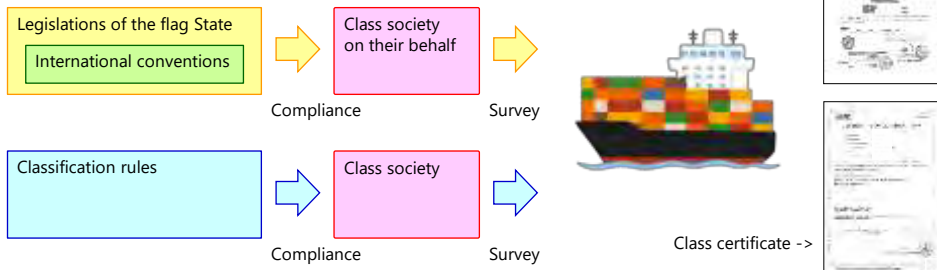 Legislations of the flag State
International conventions
Class society
on their behalf
Compliance
Survey
Classification rules
Class society
Compliance
Survey
Class certificate ->